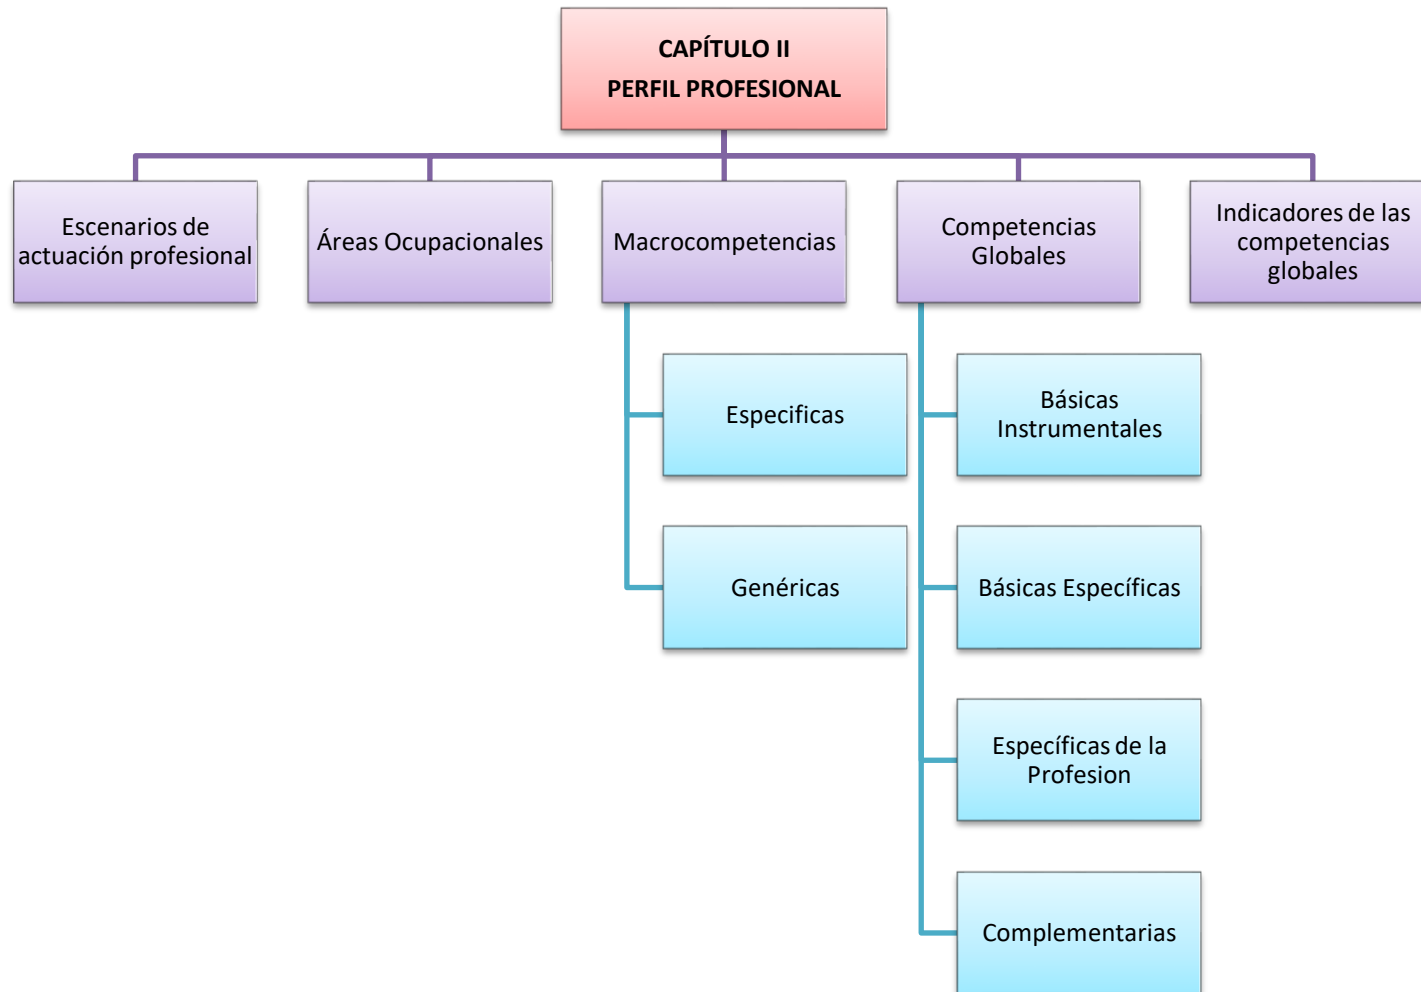 CAPÍTULO II
PERFIL PROFESIONAL
Escenarios de
actuación profesional
Áreas Ocupacionales
Macrocompetencias
Competencias
Globales
Indicadores de las
competencias
globales
Especificas
Genéricas
Básicas
Instrumentales
Básicas Específicas
Específicas de la
Profesion
Complementarias